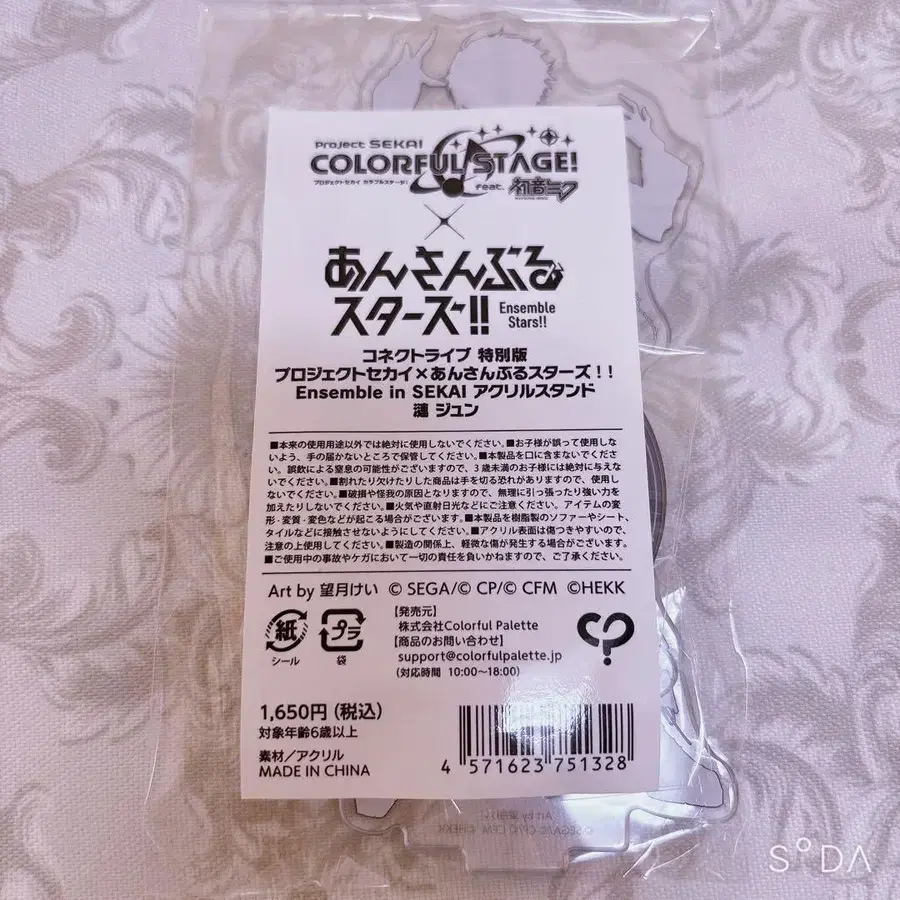 Project SEKAI
COLORFUL STAGE!
プロジェクトセカイ カラフルステージ!
feat. 初音ミク
HATSUNE MIKU
×
あんさんぶる
スターズ!!
Ensemble
Stars!!
コネクトライブ 特別版
プロジェクトセカイ×あんさんぶるスターズ!!
Ensemble in SEKAI アクリルスタンド
漣 ジュン
■本来の使用用途以外では絶対に使用しないでください。■お子様が誤って使用しな
いよう、手の届かないところで保管してください。■本製品を口に含まないでくださ
い。誤飲による窒息の可能性がございますので、3歳未満のお子様には絶対に与えな
いでください。■割れたり欠けたりした商品は手を切る恐れがありますので、使用し
ないでください。■破損や怪我の原因となりますので、無理に引っ張ったり強い力を
加えたりしないでください。■火気や直射日光などにご注意ください。アイテムの変
形・変質・変色などが起こる場合がございます。■本製品を樹脂製のソファーやシート、
タイルなどに接触させないようにしてください。■アクリル表面は傷つきやすいので、
注意の上使用してください。■製造の関係上、軽微な傷が発生する場合がございます。
■ご使用中の事故やケガにおいて一切の責任を負いかねますので、ご了承ください。
Art by 望月けい © SEGA/© CP/© CFM ©HEKK
紙
シール
プラ
袋
【発売元】
株式会社Colorful Palette
【商品のお問い合わせ】
support@colorfulpalette.jp
(対応時間 10:00~18:00)
1,650円(税込)
対象年齢6歳以上
素材/アクリル
MADE IN CHINA
4 571623 751328
Art by 望月けい
© SEGA/© CP/© CFM ©HEKK
SODA